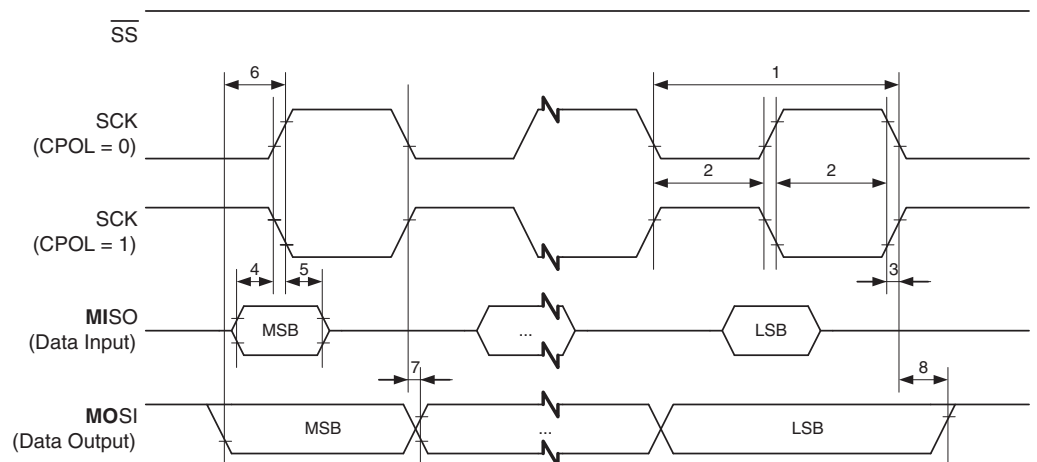 SS
6
1
SCK
(CPOL = 0)
2
2
SCK
(CPOL = 1)
4
5
3
MISO
(Data Input)
MSB
...
LSB
7
8
MOSI
(Data Output)
MSB
...
LSB